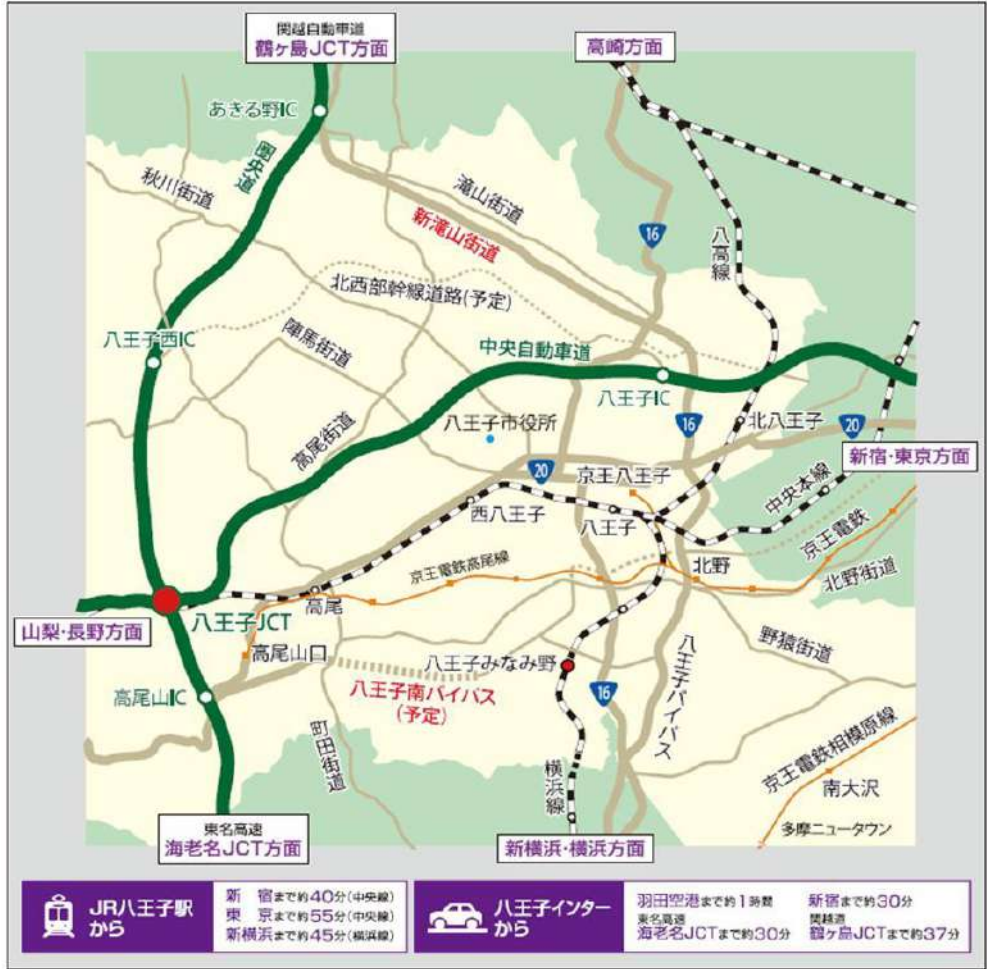 関越自動車道
鶴ヶ島JCT方面
高崎方面
あきる野IC
圏央道
秋川街道
滝山街道
新滝山街道
16
八高線
北西部幹線道路(予定)
陣馬街道
八王子西IC
中央自動車道
八王子IC
高尾街道
八王子市役所
16
北八王子
20
新宿・東京方面
20
京王八王子
西八王子
八王子
中央本線
京王電鉄
京王電鉄高尾線
北野
北野街道
高尾
八王子JCT
山梨・長野方面
高尾山口
八王子みなみ野
野猿街道
八王子南バイパス
(予定)
16
八王子バイパス
高尾山IC
町田街道
横浜線
京王電鉄相模原線
南大沢
多摩ニュータウン
東名高速
海老名JCT方面
新横浜・横浜方面
JR八王子駅
から
新 宿まで約40分(中央線)
東 京まで約55分(中央線)
新横浜まで約45分(横浜線)
八王子インター
から
羽田空港まで約1時間
東名高速
海老名JCTまで約30分
新宿まで約30分
関越道
鶴ヶ島JCTまで約37分